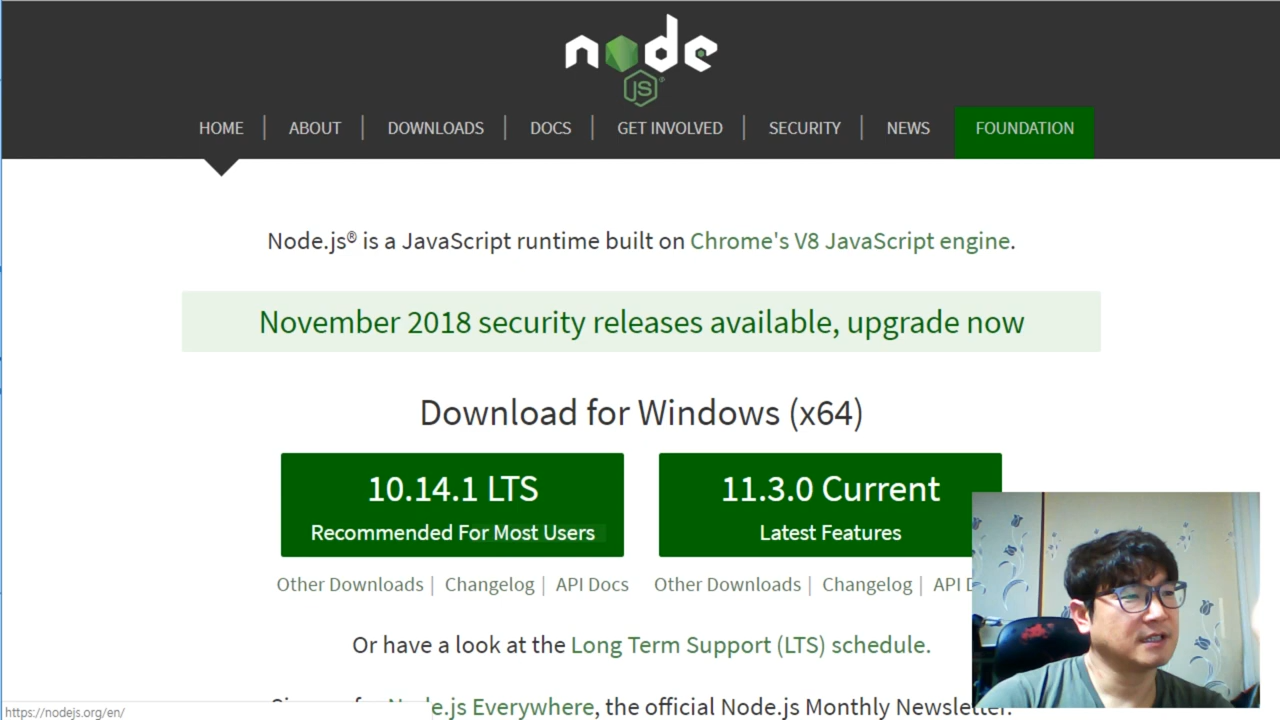 node
JS
HOME | ABOUT | DOWNLOADS | DOCS | GET INVOLVED | SECURITY | NEWS FOUNDATION
Node.js® is a JavaScript runtime built on Chrome's V8 JavaScript engine.
November 2018 security releases available, upgrade now
Download for Windows (x64)
10.14.1 LTS
Recommended For Most Users
11.3.0 Current
Latest Features
Other Downloads | Changelog | API Docs
Other Downloads | Changelog | API
Or have a look at the Long Term Support (LTS) schedule.
Node.js Everywhere, the official Node.js Monthly Newsletter.
https://nodejs.org/en/